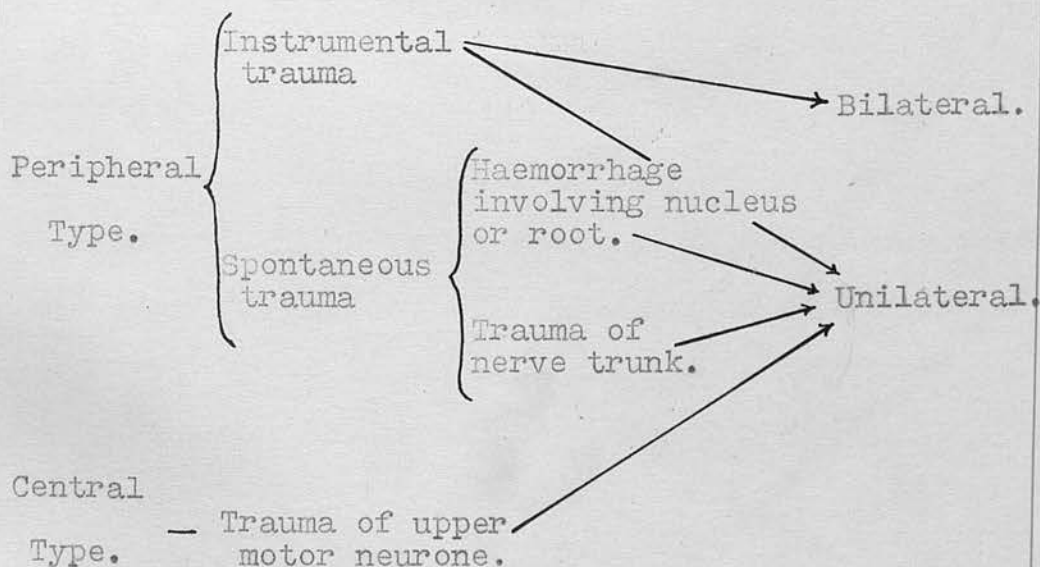 Instrumental
trauma
Bilateral.
Peripheral
Type.
Haemorrhage
involving nucleus
or root.
Spontaneous
trauma
Unilateral.
Trauma of
nerve trunk.
Central
Type. — Trauma of upper
motor neurone.